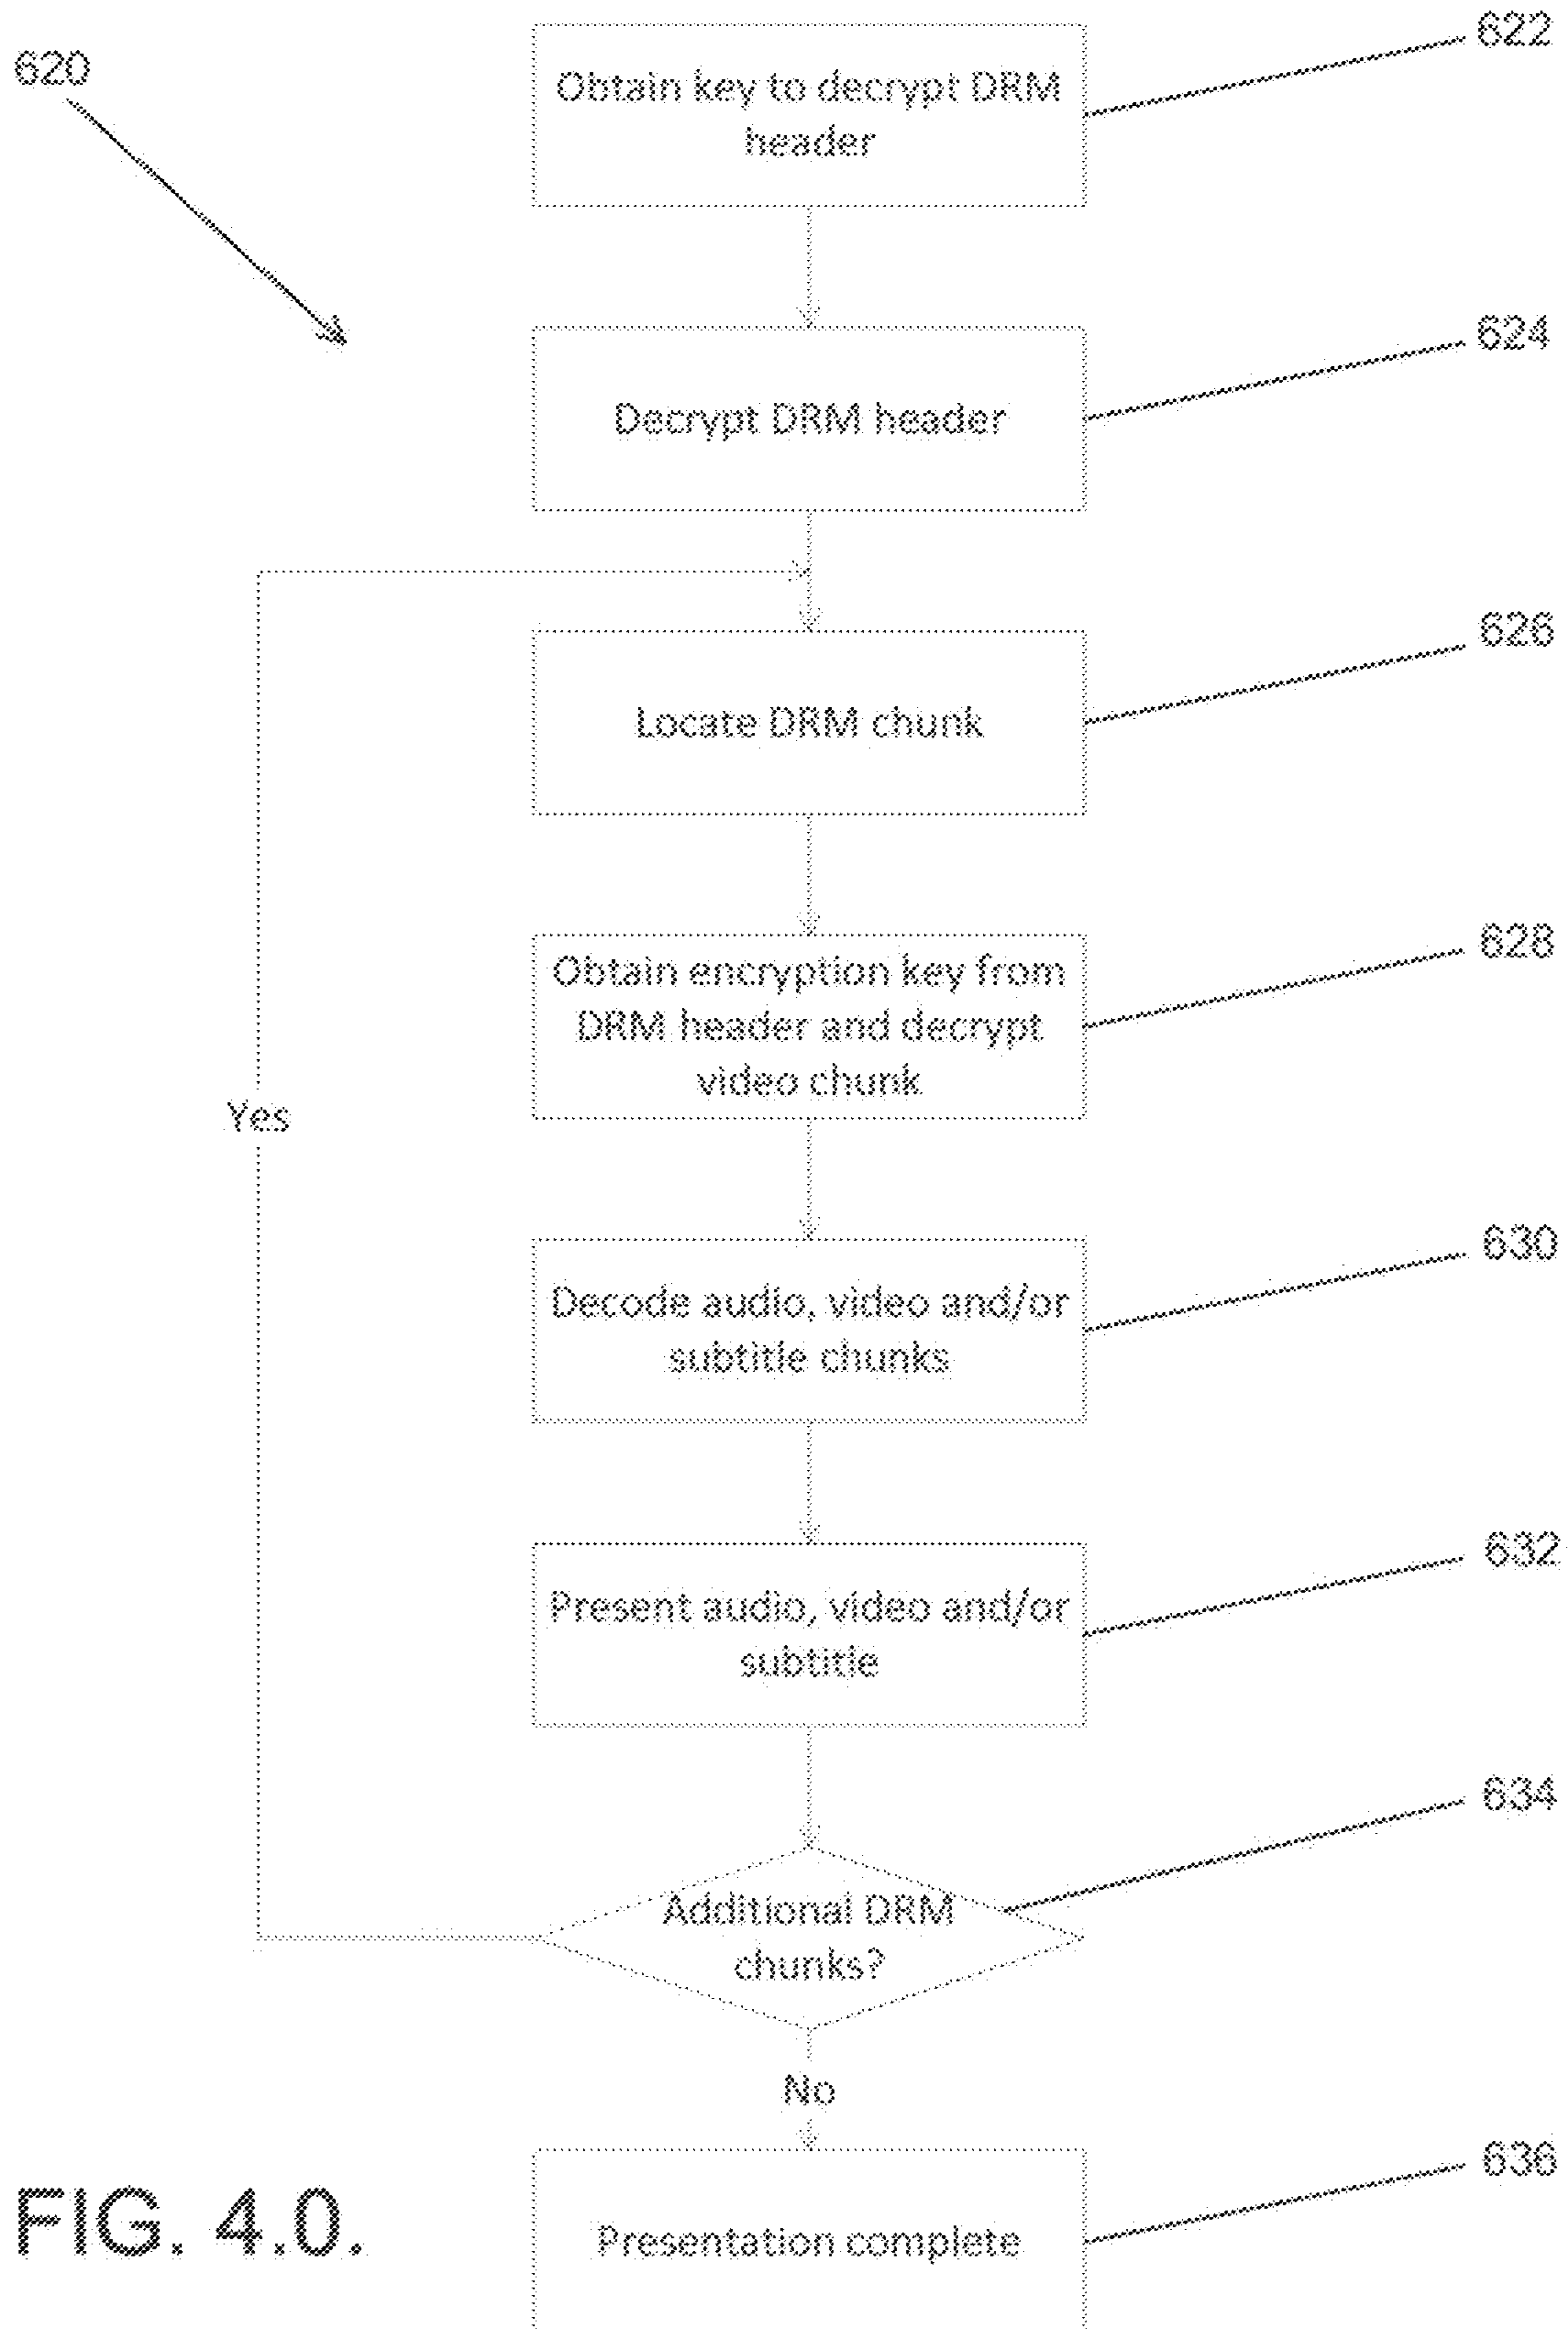 622
620
Obtain key to decrypt DRM
header
624
Decrypt DRM header
626
Locate DRM chunk
628
Obtain encryption key from
DRM header and decrypt
video chunk
Yes
630
Decode audio, video and/or
subtitle chunks
632
Present audio, video and/or
subtitle
634
Additional DRM
chunks?
No
636
Presentation complete
FIG. 4.0.